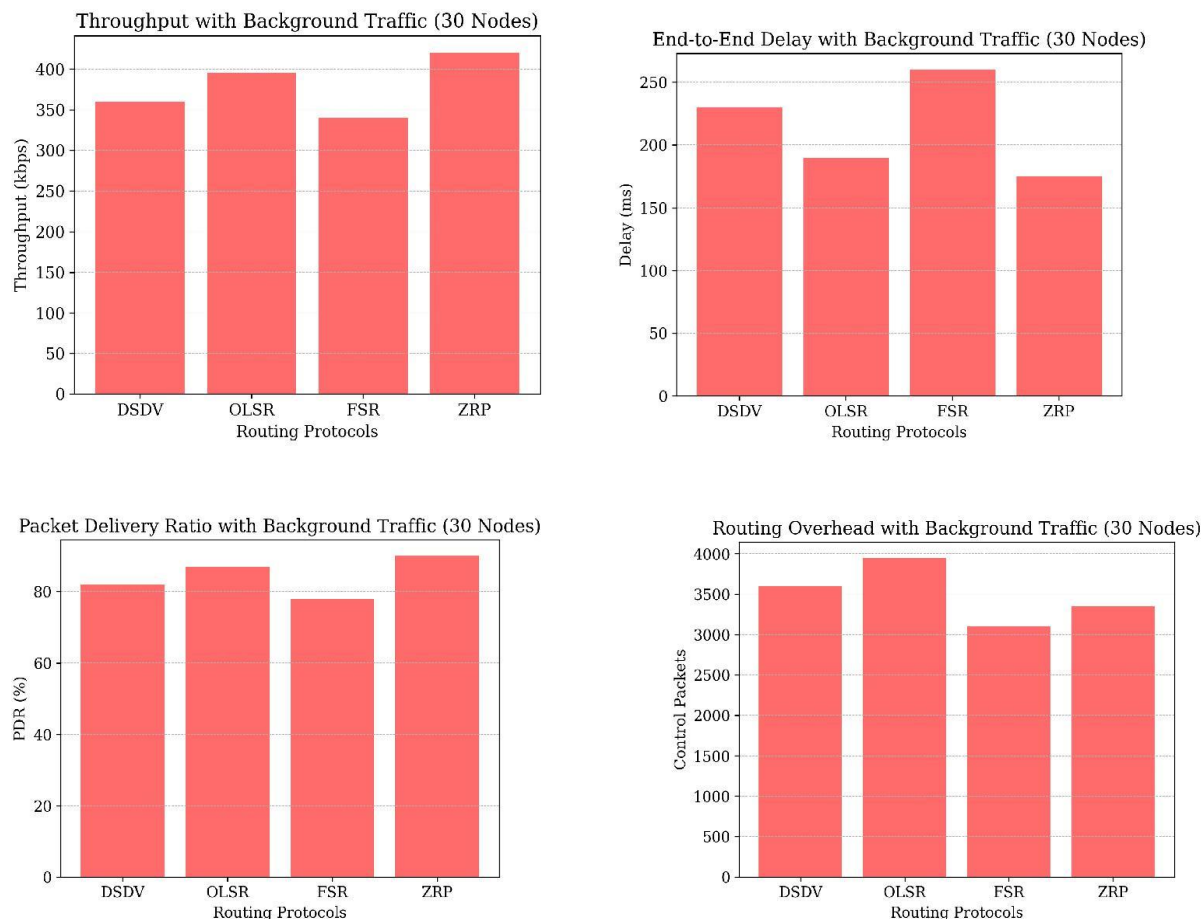 Throughput with Background Traffic (30 Nodes)
400
350
300
250
200
150
100
50
0
Throughput (kbps)
DSDV OLSR FSR ZRP
Routing Protocols
End-to-End Delay with Background Traffic (30 Nodes)
250
200
150
100
50
0
Delay (ms)
DSDV OLSR FSR ZRP
Routing Protocols
Packet Delivery Ratio with Background Traffic (30 Nodes)
80
60
40
20
0
PDR (%)
DSDV OLSR FSR ZRP
Routing Protocols
Routing Overhead with Background Traffic (30 Nodes)
4000
3500
3000
2500
2000
1500
1000
500
0
Control Packets
DSDV OLSR FSR ZRP
Routing Protocols